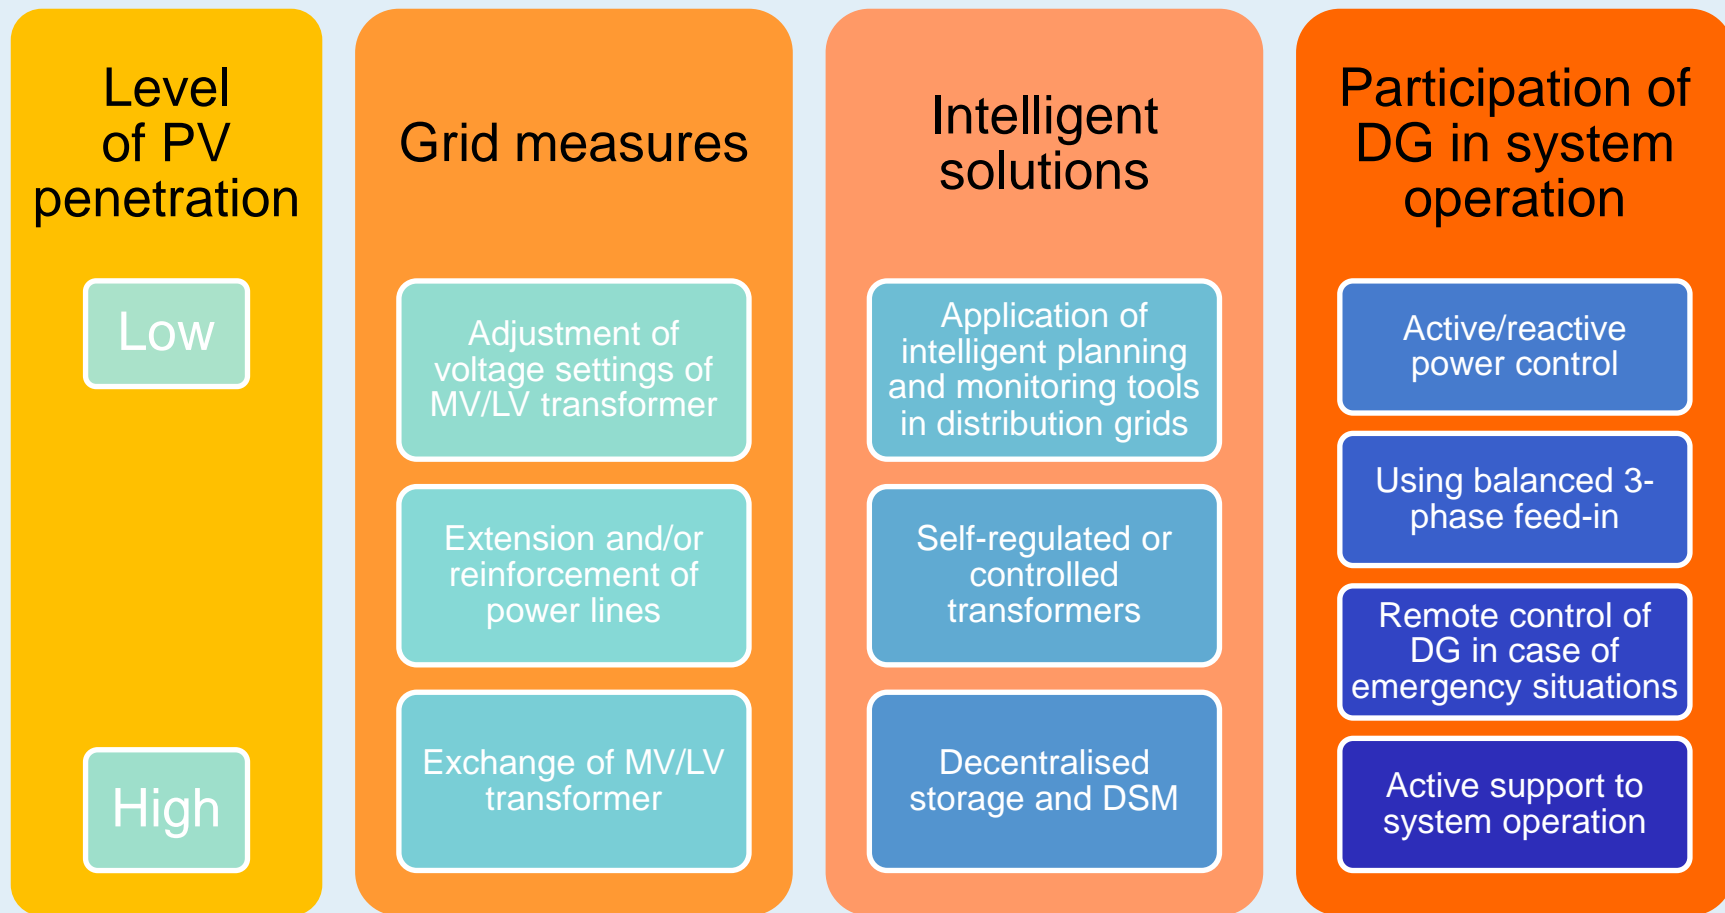 Level
of PV
penetration
Low
High
Grid measures
Adjustment of
voltage settings of
MV/LV transformer
Extension and/or
reinforcement of
power lines
Exchange of MV/LV
transformer
Intelligent
solutions
Application of
intelligent planning
and monitoring tools
in distribution grids
Self-regulated or
controlled
transformers
Decentralised
storage and DSM
Participation of
DG in system
operation
Active/reactive
power control
Using balanced 3-
phase feed-in
Remote control of
DG in case of
emergency situations
Active support to
system operation